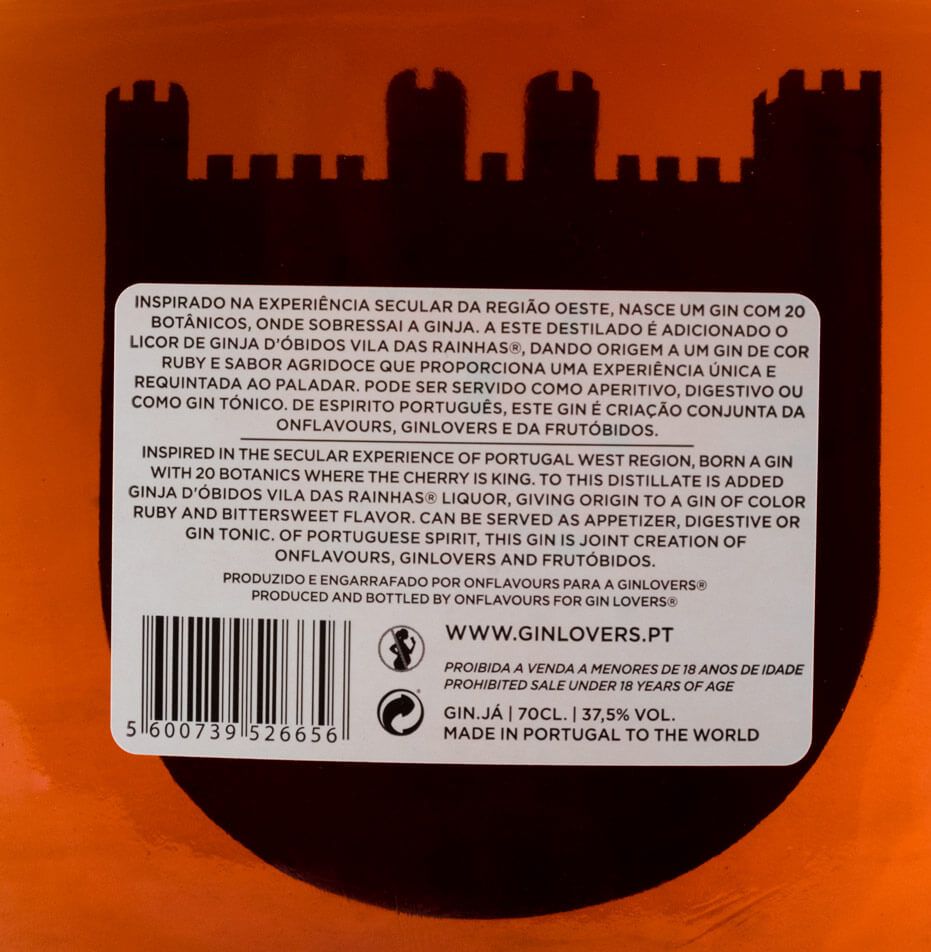 INSPIRADO NA EXPERIÊNCIA SECULAR DA REGIÃO OESTE, NASCE UM GIN COM 20
BOTÂNICOS, ONDE SOBRESSAI A GINJA. A ESTE DESTILADO É ADICIONADO O
LICOR DE GINJA D'ÓBIDOS VILA DAS RAINHAS®, DANDO ORIGEM A UM GIN DE COR
RUBY E SABOR AGRIDOCE QUE PROPORCIONA UMA EXPERIÊNCIA ÚNICA E
REQUINTADA AO PALADAR. PODE SER SERVIDO COMO APERITIVO, DIGESTIVO OU
COMO GIN TÓNICO. DE ESPIRITO PORTUGUÊS, ESTE GIN É CRIAÇÃO CONJUNTA DA
ONFLAVOURS, GINLOVERS E DA FRUTÓBIDOS.
INSPIRED IN THE SECULAR EXPERIENCE OF PORTUGAL WEST REGION, BORN A GIN
WITH 20 BOTANICS WHERE THE CHERRY IS KING. TO THIS DISTILLATE IS ADDED
GINJA D'ÓBIDOS VILA DAS RAINHAS® LIQUOR, GIVING ORIGIN TO A GIN OF COLOR
RUBY AND BITTERSWEET FLAVOR. CAN BE SERVED AS APPETIZER, DIGESTIVE OR
GIN TONIC. OF PORTUGUESE SPIRIT, THIS GIN IS JOINT CREATION OF
ONFLAVOURS, GINLOVERS AND FRUTÓBIDOS.
PRODUZIDO E ENGARRAFADO POR ONFLAVOURS PARA A GINLOVERS®
PRODUCED AND BOTTLED BY ONFLAVOURS FOR GIN LOVERS®
WWW.GINLOVERS.PT
PROIBIDA A VENDA A MENORES DE 18 ANOS DE IDADE
PROHIBITED SALE UNDER 18 YEARS OF AGE
GIN.JÁ | 70CL. | 37,5% VOL.
MADE IN PORTUGAL TO THE WORLD
5 600739 526656